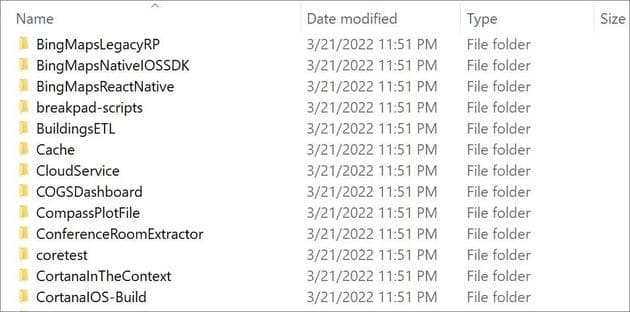 Name Date modified Type Size
BingMapsLegacyRP 3/21/2022 11:51 PM File folder
BingMapsNativeIOSSDK 3/21/2022 11:51 PM File folder
BingMapsReactNative 3/21/2022 11:51 PM File folder
breakpad-scripts 3/21/2022 11:51 PM File folder
BuildingsETL 3/21/2022 11:51 PM File folder
Cache 3/21/2022 11:51 PM File folder
CloudService 3/21/2022 11:51 PM File folder
COGSDashboard 3/21/2022 11:51 PM File folder
CompassPlotFile 3/21/2022 11:51 PM File folder
ConferenceRoomExtractor 3/21/2022 11:51 PM File folder
coretest 3/21/2022 11:51 PM File folder
CortanaInTheContext 3/21/2022 11:51 PM File folder
CortanaIOS-Build 3/21/2022 11:51 PM File folder